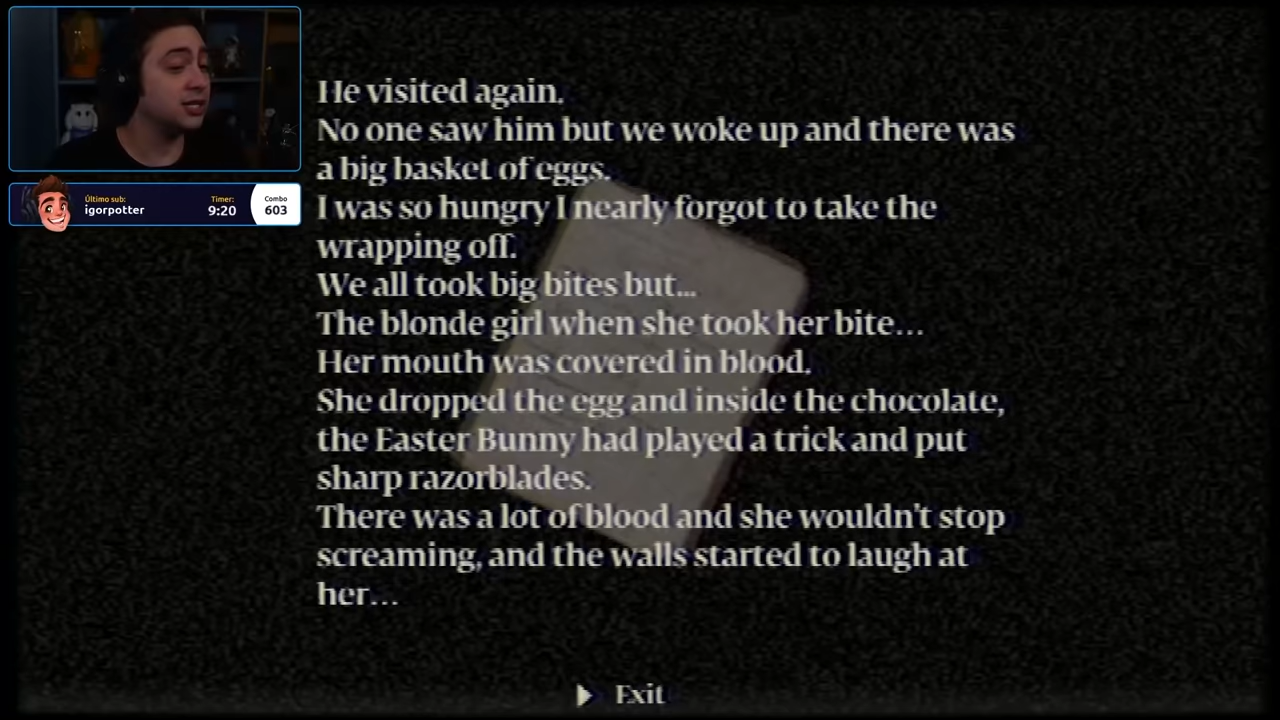 Último sub:
igorpotter
Timer:
9:20
Combo
603
He visited again.
No one saw him but we woke up and there was
a big basket of eggs.
I was so hungry I nearly forgot to take the
wrapping off.
We all took big bites but...
The blonde girl when she took her bite...
Her mouth was covered in blood.
She dropped the egg and inside the chocolate,
the Easter Bunny had played a trick and put
sharp razorblades.
There was a lot of blood and she wouldn't stop
screaming, and the walls started to laugh at
her...
Exit